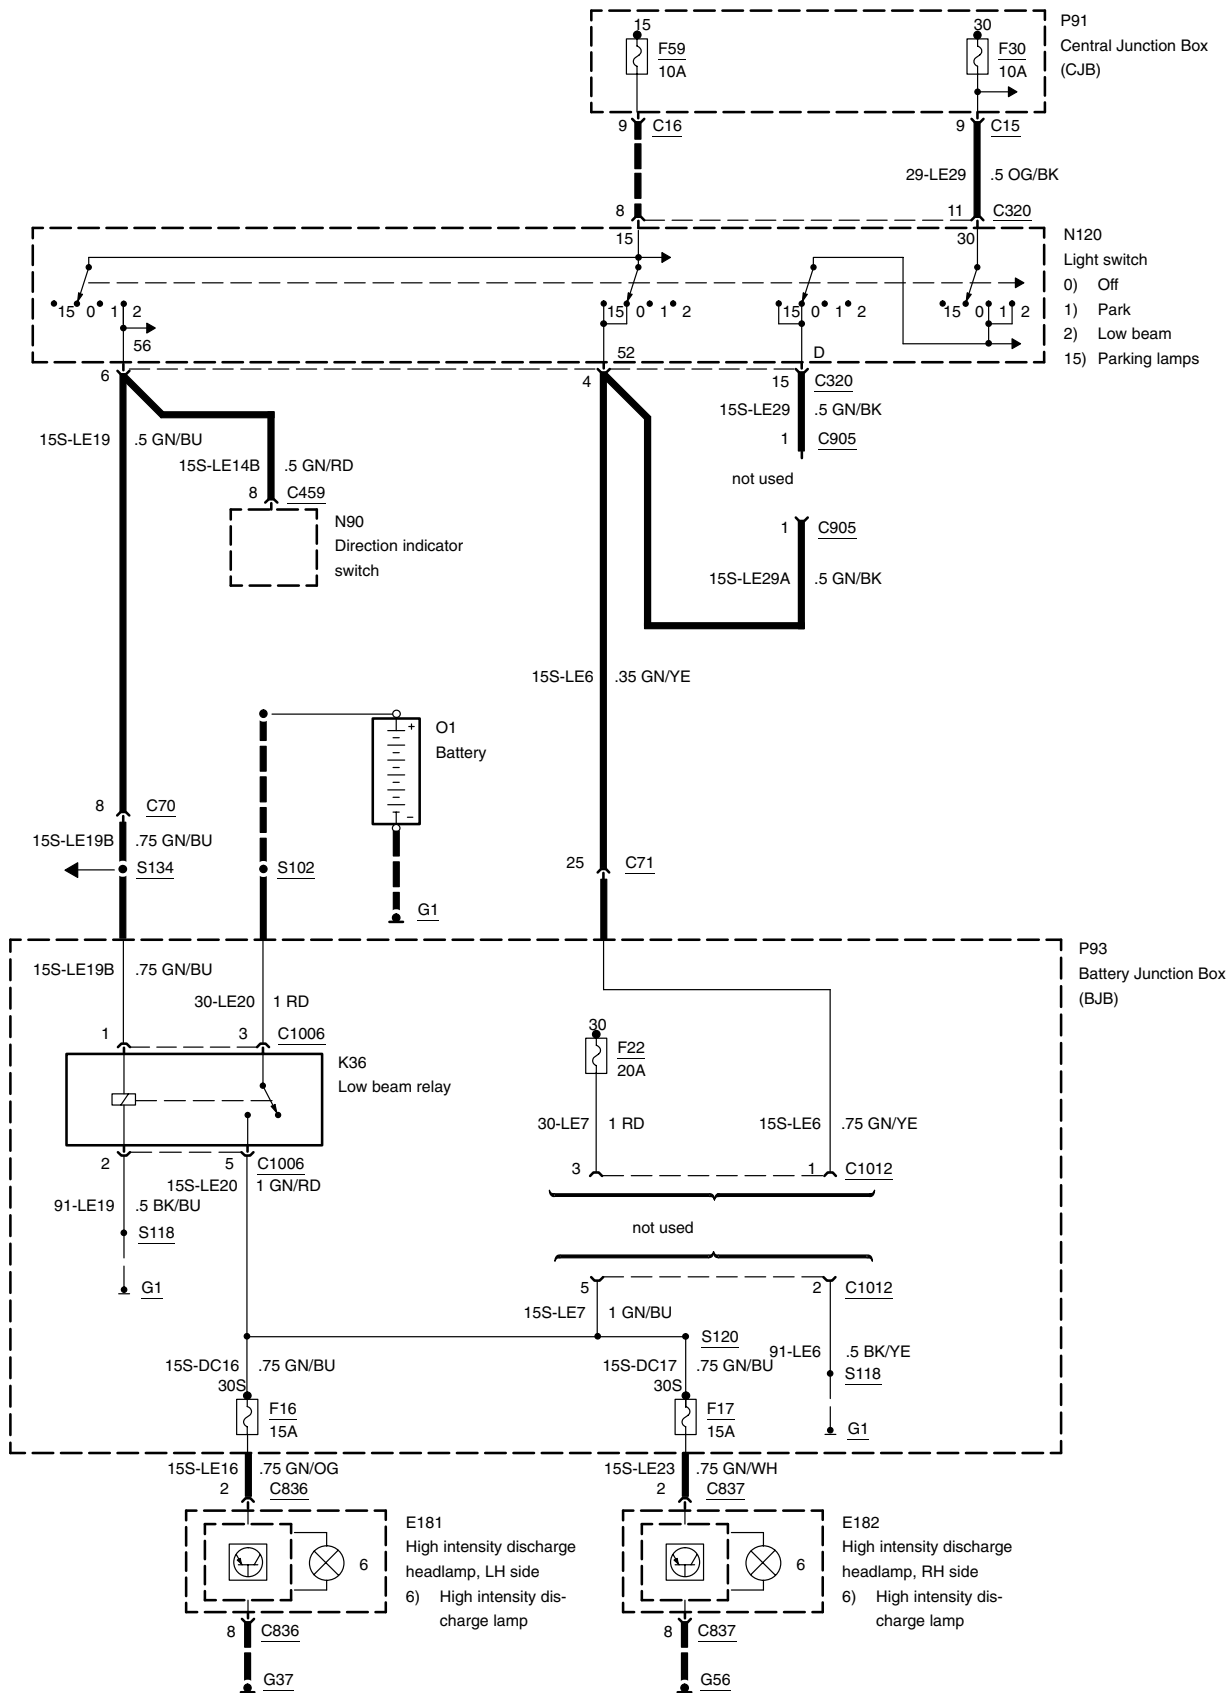 15
30
P91
F59
10A
F30
10A
Central Junction Box
(CJB)
9
C16
9
C15
29-LE29
.5 OG/BK
8
11
C320
15
30
N120
Light switch
0) Off
1) Park
2) Low beam
15) Parking lamps
15 0 1 2
15 0 1 2
15 0 1 2
15 0 1 2
56
52
D
6
4
15
C320
15S-LE19
.5 GN/BU
15S-LE29
.5 GN/BK
1
C905
15S-LE14B
.5 GN/RD
not used
8
C459
N90
Direction indicator
switch
1
C905
15S-LE29A
.5 GN/BK
15S-LE6
.35 GN/YE
+
O1
Battery
–
8
C70
15S-LE19B
.75 GN/BU
S134
S102
25
C71
G1
P93
Battery Junction Box
(BJB)
15S-LE19B
.75 GN/BU
30-LE20
1 RD
1
3
C1006
30
F22
20A
K36
Low beam relay
30-LE7
1 RD
15S-LE6
.75 GN/YE
2
5
C1006
3
1
C1012
15S-LE20
1 GN/RD
91-LE19
.5 BK/BU
S118
not used
G1
5
2
C1012
15S-LE7
1 GN/BU
S120
91-LE6
.5 BK/YE
15S-DC16
.75 GN/BU
15S-DC17
.75 GN/BU
S118
30S
30S
F16
15A
F17
15A
G1
15S-LE16
.75 GN/OG
15S-LE23
.75 GN/WH
2
C836
2
C837
E181
High intensity discharge
headlamp, LH side
6) High intensity dis-
charge lamp
6
E182
High intensity discharge
headlamp, RH side
6) High intensity dis-
charge lamp
6
8
C836
8
C837
G37
G56